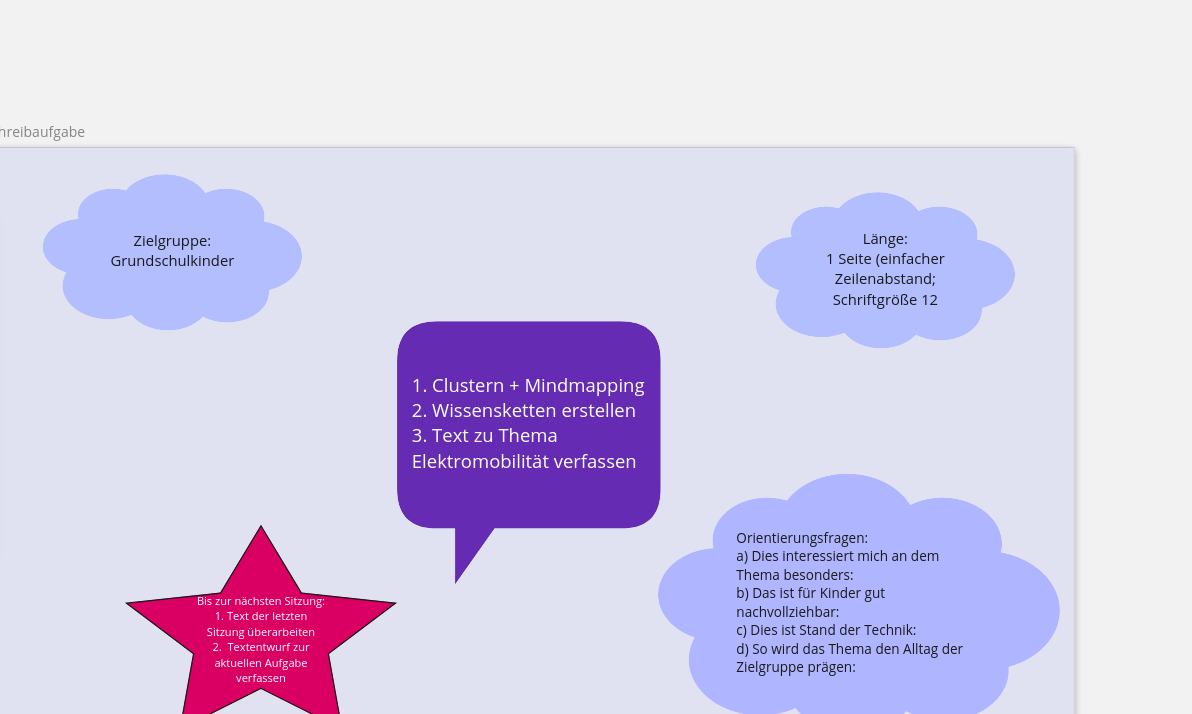 hreibaufgabe
Zielgruppe:
Grundschulkinder
Länge:
1 Seite (einfacher
Zeilenabstand;
Schriftgröße 12
1. Clustern + Mindmapping
2. Wissensketten erstellen
3. Text zu Thema
Elektromobilität verfassen
Bis zur nächsten Sitzung:
1. Text der letzten
Sitzung überarbeiten
2. Textentwurf zur
aktuellen Aufgabe
verfassen
Orientierungsfragen:
a) Dies interessiert mich an dem
Thema besonders:
b) Das ist für Kinder gut
nachvollziehbar:
c) Dies ist Stand der Technik:
d) So wird das Thema den Alltag der
Zielgruppe prägen: